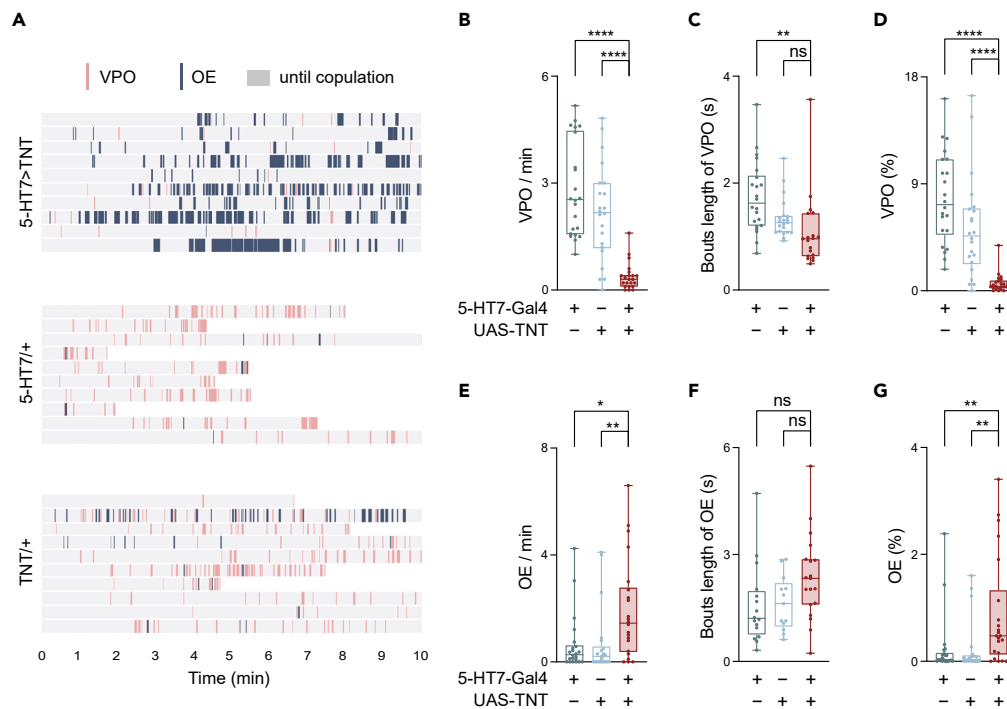 A
VPO OE until copulation
5-HT7>TNT
5-HT7/+
TNT/+
0 1 2 3 4 5 6 7 8 9 10
Time (min)
B
****
****
6
3
0
VPO / min
5-HT7-Gal4 + − +
UAS-TNT − + +
C
**
ns
4
2
0
Bouts length of VPO (s)
+ − +
− + +
D
****
****
18
9
0
VPO (%)
+ − +
− + +
E
*
**
8
4
0
OE / min
5-HT7-Gal4 + − +
UAS-TNT − + +
F
ns
ns
6
3
0
Bouts length of OE (s)
+ − +
− + +
G
**
**
4
2
0
OE (%)
+ − +
− + +